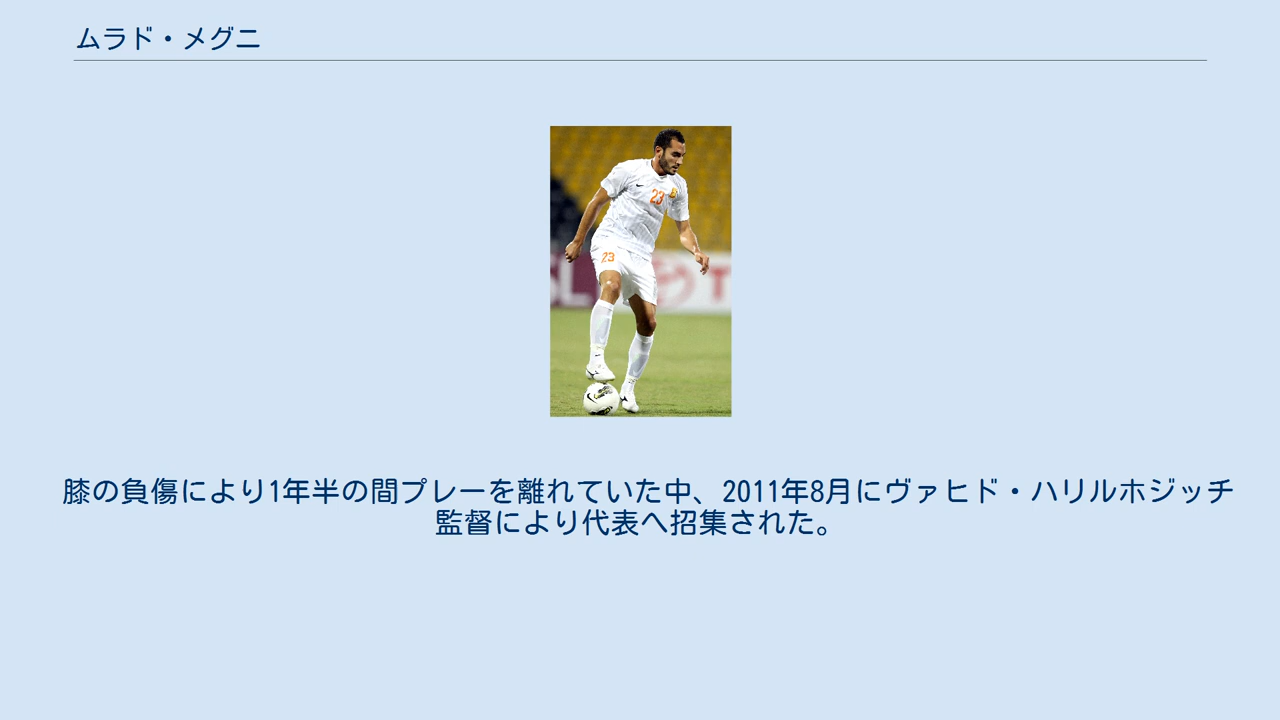 ムラド・メグニ
23
23
膝の負傷により1年半の間プレーを離れていた中、2011年8月にヴァヒド・ハリルホジッチ
監督により代表へ招集された。